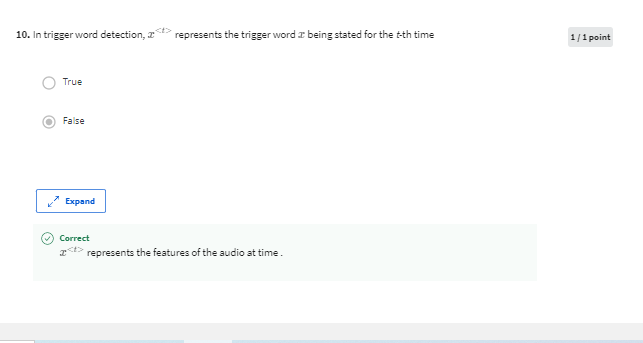 10. In trigger word detection, x<t> represents the trigger word x being stated for the t-th time
1 / 1 point
True
False
Expand
Correct
x<t> represents the features of the audio at time .